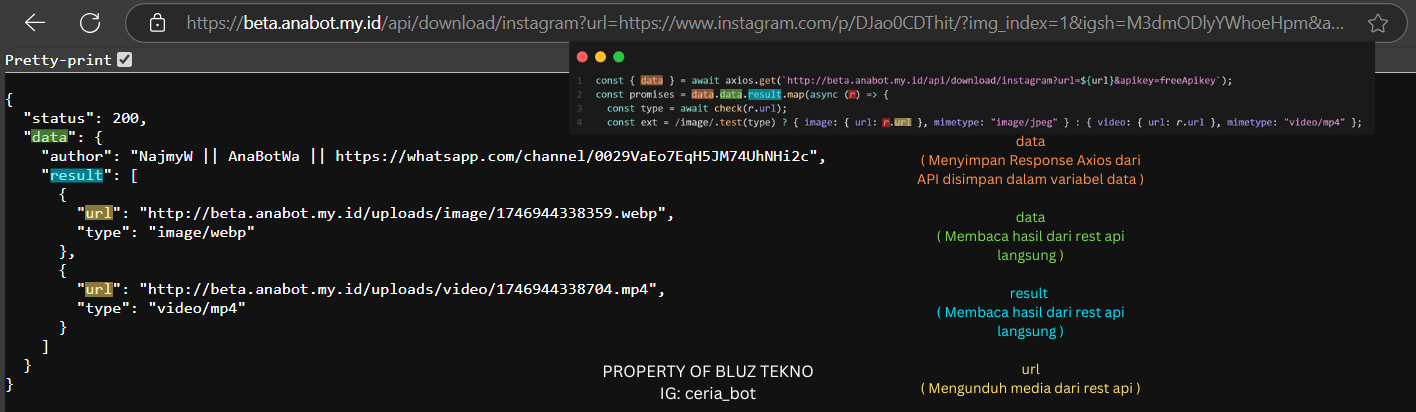 https://beta.anabot.my.id/api/download/instagram?url=https://www.instagram.com/p/DJao0CDThit/?img_index=1&igsh=M3dmODlyYWhoeHpm&a...
Pretty-print
1 const { data } = await axios.get(`http://beta.anabot.my.id/api/download/instagram?url=${url}&apikey=freeApikey`);
2 const promises = data.data.result.map(async (r) => {
3 const type = await check(r.url);
4 const ext = /image/.test(type) ? { image: { url: r.url }, mimetype: "image/jpeg" } : { video: { url: r.url }, mimetype: "video/mp4" };
{
"status": 200,
"data": {
"author": "NajmyW || AnaBotWa || https://whatsapp.com/channel/0029VaEo7EqH5JM74UhNHi2c",
"result": [
{
"url": "http://beta.anabot.my.id/uploads/image/1746944338359.webp",
"type": "image/webp"
},
{
"url": "http://beta.anabot.my.id/uploads/video/1746944338704.mp4",
"type": "video/mp4"
}
]
}
}
data
( Menyimpan Response Axios dari
API disimpan dalam variabel data )
data
( Membaca hasil dari rest api
langsung )
result
( Membaca hasil dari rest api
langsung )
url
( Mengunduh media dari rest api )
PROPERTY OF BLUZ TEKNO
IG: ceria_bot